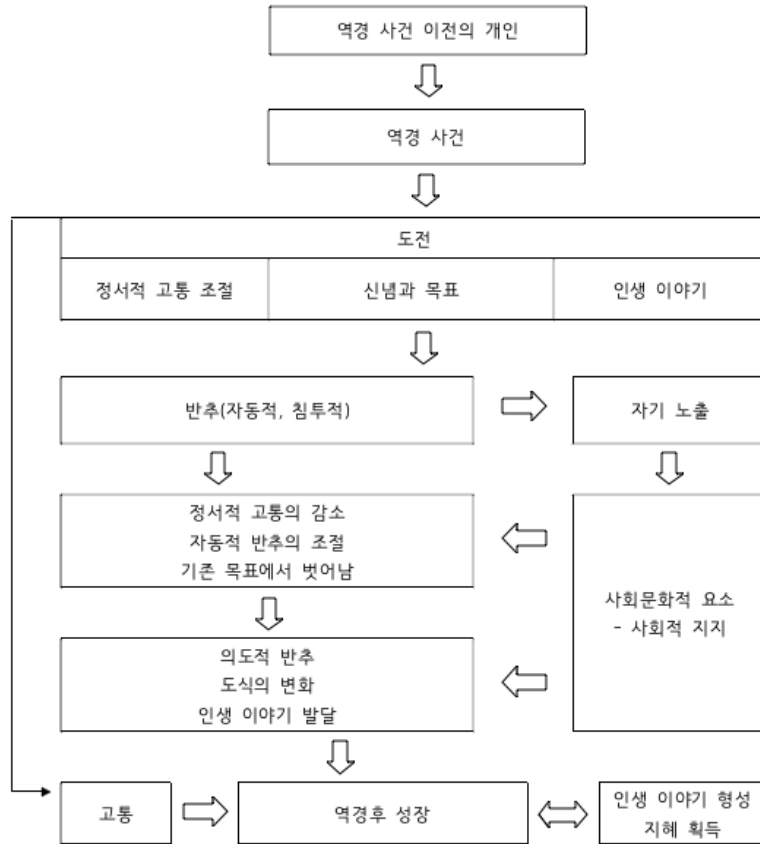 역경 사건 이전의 개인
역경 사건
도전
정서적 고통 조절
신념과 목표
인생 이야기
반추(자동적, 침투적)
자기 노출
정서적 고통의 감소
자동적 반추의 조절
기존 목표에서 벗어남
사회문화적 요소
- 사회적 지지
의도적 반추
도식의 변화
인생 이야기 발달
고통
역경후 성장
인생 이야기 형성
지혜 획득